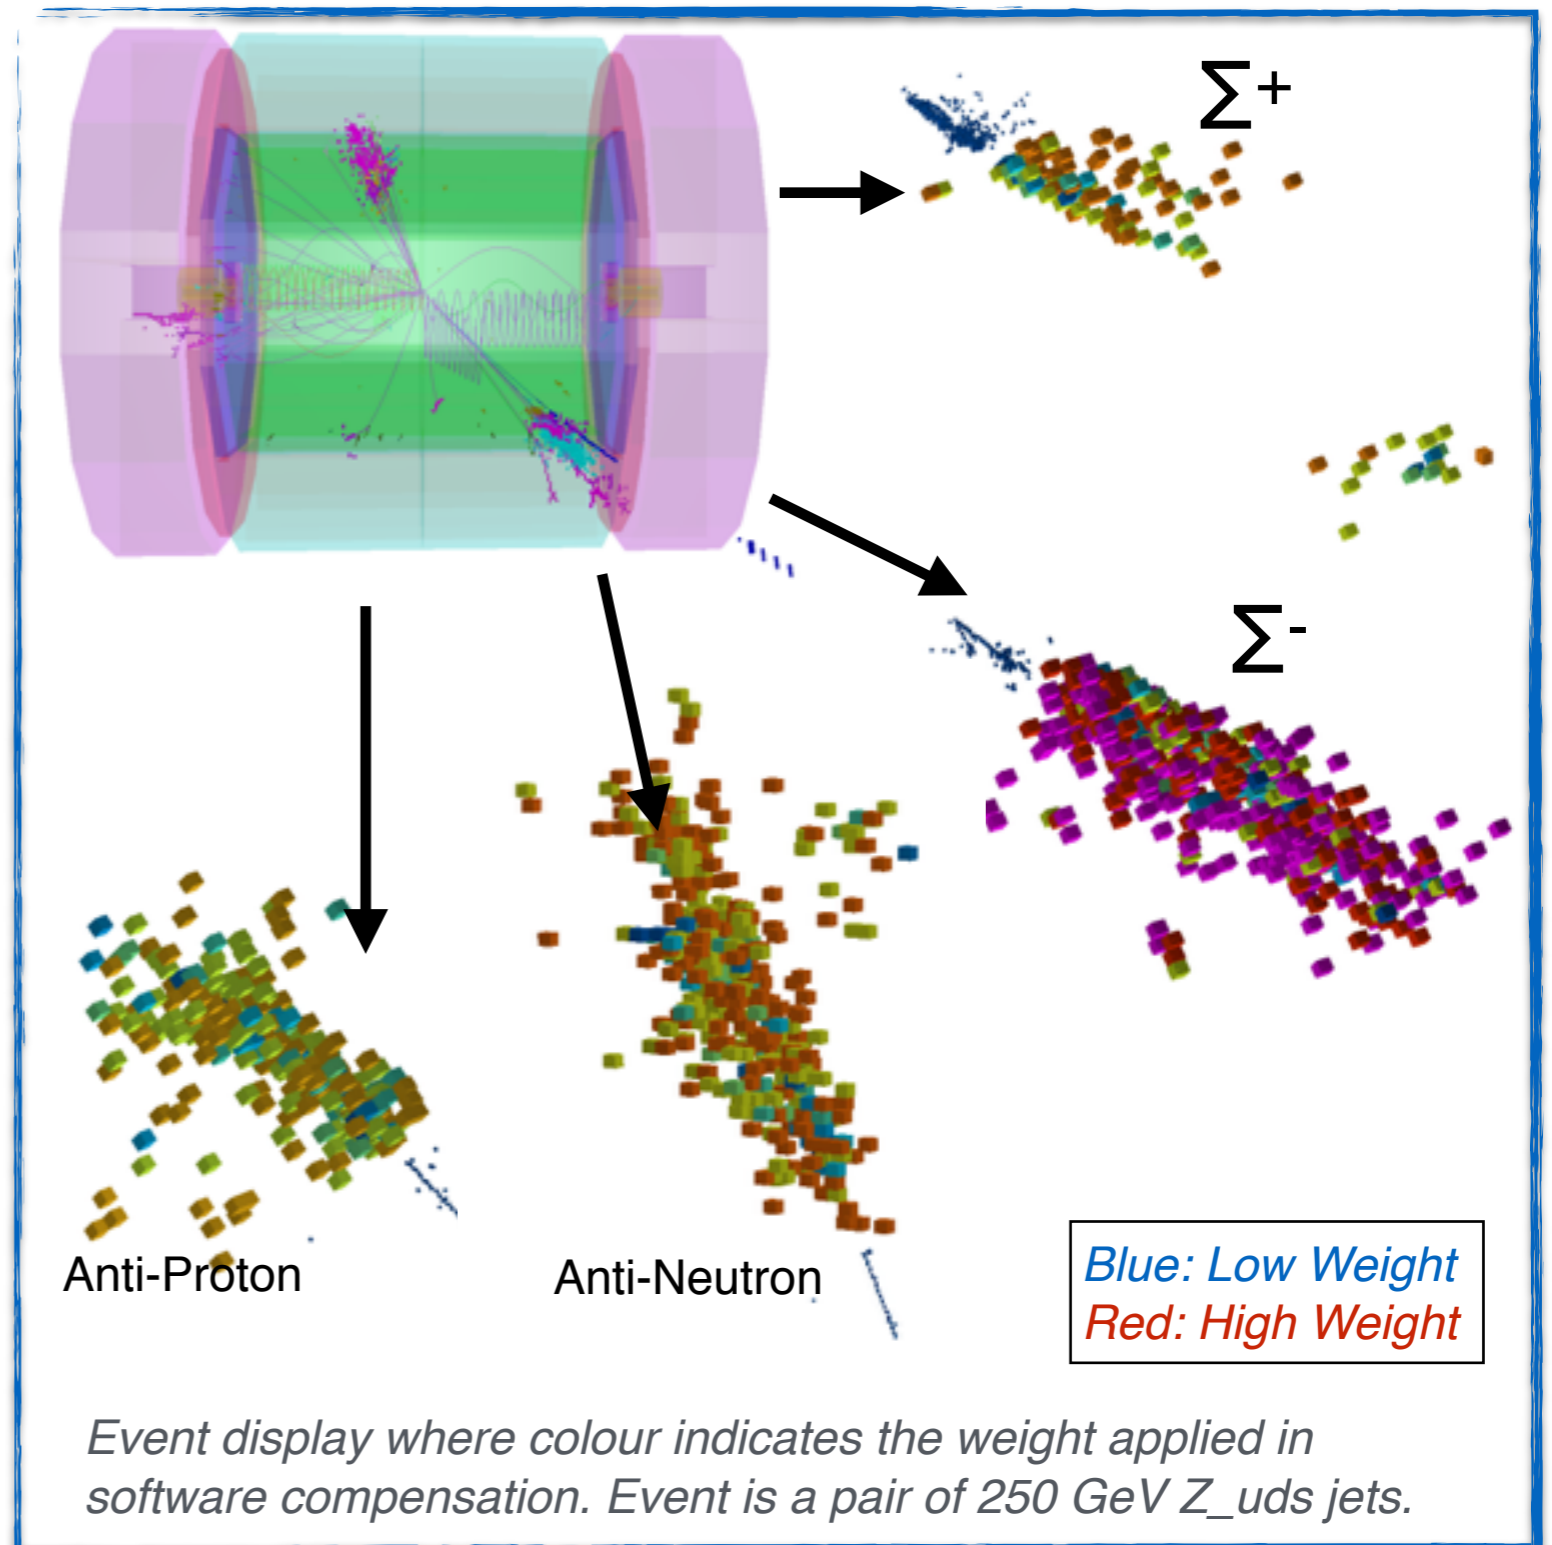 ∑+
∑-
Anti-Proton
Anti-Neutron
Blue: Low Weight
Red: High Weight
Event display where colour indicates the weight applied in
software compensation. Event is a pair of 250 GeV Z_uds jets.